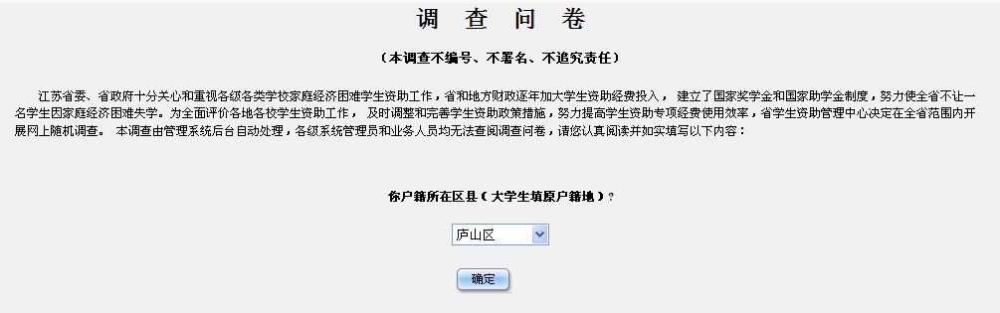 调 查 问 卷
（本调查不编号、不署名、不追究责任）
江苏省委、省政府十分关心和重视各级各类学校家庭经济困难学生资助工作，省和地方财政逐年加大学生资助经费投入， 建立了国家奖学金和国家助学金制度，努力使全省不让一
名学生因家庭经济困难失学。为全面评价各地各校学生资助工作， 及时调整和完善学生资助政策措施，努力提高学生资助专项经费使用效率，省学生资助管理中心决定在全省范围内开
展网上随机调查。 本调查由管理系统后台自动处理，各级系统管理员和业务人员均无法查阅调查问卷，请您认真阅读并如实填写以下内容：
你户籍所在区县（大学生填原户籍地）？
庐山区
确定